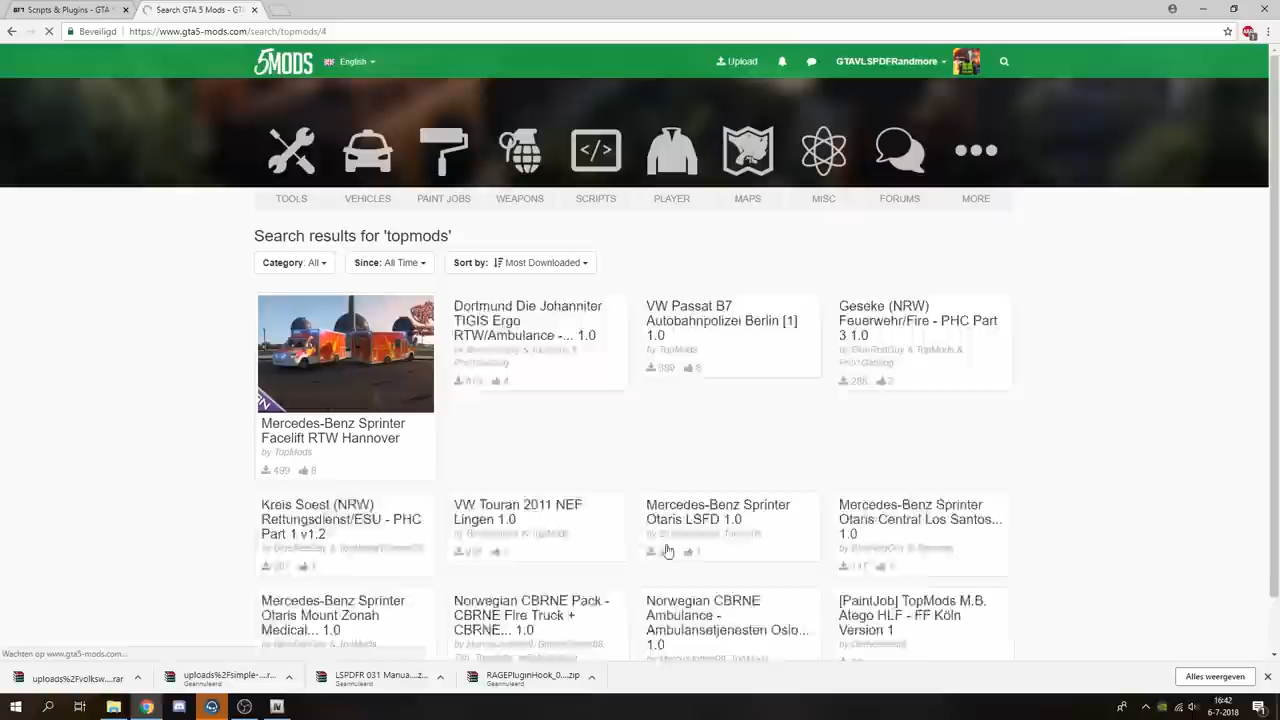 Scripts & Plugins - GTA
Search GTA 5 Mods - GT
Beveiligd
https://www.gta5-mods.com/search/topmods/4
5MODS
English
Upload
GTAVLSPDFRandmore
TOOLS
VEHICLES
PAINT JOBS
WEAPONS
SCRIPTS
PLAYER
MAPS
MISC
FORUMS
MORE
Search results for 'topmods'
Category: All
Since: All Time
Sort by: Most Downloaded
Dortmund Die Johanniter
TIGIS Ergo
RTW/Ambulance -... 1.0
VW Passat B7
Autobahnpolizei Berlin [1]
1.0
by TopMods
8
Geseke (NRW)
Feuerwehr/Fire - PHC Part
3 1.0
Mercedes-Benz Sprinter
Facelift RTW Hannover
by TopMods
499 8
Kreis Soest (NRW)
Rettungsdienst/ESU - PHC
Part 1 v1.2
VW Touran 2011 NEF
Lingen 1.0
Mercedes-Benz Sprinter
Otaris LSFD 1.0
Mercedes-Benz Sprinter
Otaris Central Los Santos...
1.0
Mercedes-Benz Sprinter
Otaris Mount Zonah
Medical... 1.0
Norwegian CBRNE Pack -
CBRNE Fire Truck +
CBRNE... 1.0
Norwegian CBRNE
Ambulance -
Ambulansetjenesten Oslo...
1.0
[PaintJob] TopMods M.B.
Atego HLF - FF Köln
Version 1
Wachten op www.gta5-mods.com...
uploads%2Fvolksw....rar
uploads%2Fsimple-...r...
Geannuleerd
LSPDFR 031 Manua...z...
Geannuleerd
RAGEPluginHook_0....zip
Geannuleerd
Alles weergeven
16:42
6-7-2018